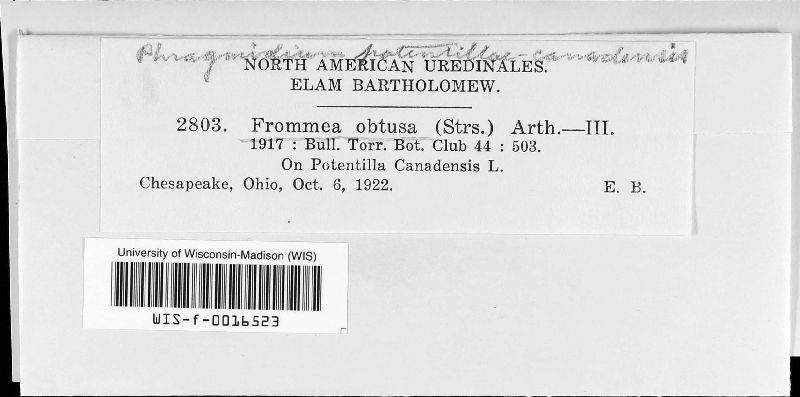 Phragmidium potentillae-canadensis
NORTH AMERICAN UREDINALES.
ELAM BARTHOLOMEW.
2803. Frommea obtusa (Strs.) Arth.—III.
1917 : Bull. Torr. Bot. Club 44 : 503.
On Potentilla Canadensis L.
Chesapeake, Ohio, Oct. 6, 1922. E. B.
University of Wisconsin-Madison (WIS)
WIS-f-0016523